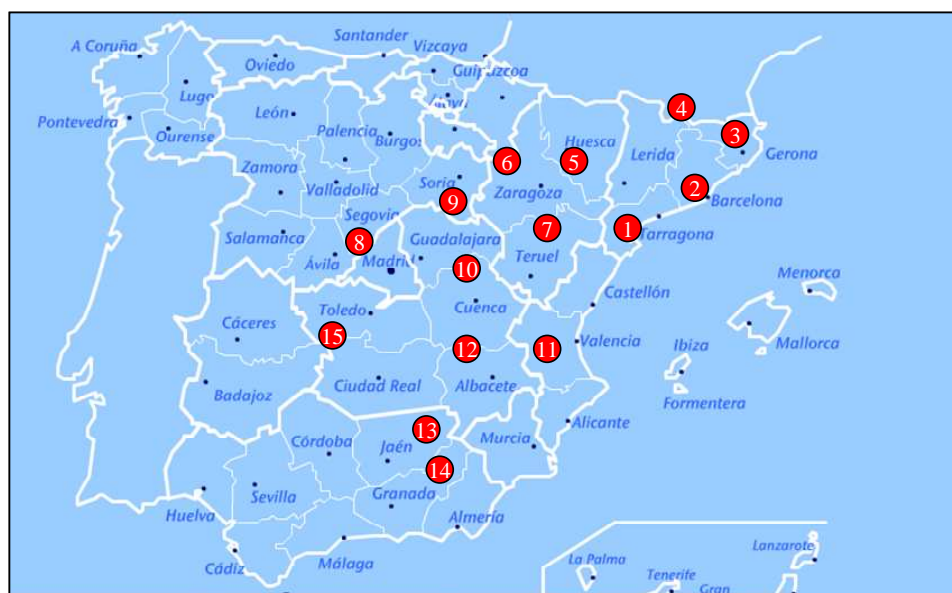 Santander
Vizcaya
A Coruña
Oviedo
Guipúzcoa
Lugo
Álava
4
Pontevedra
León
Palencia
Burgos
Huesca
3
Ourense
Gerona
6
5
Lerida
Zamora
Soria
Valladolid
Zaragoza
2
Barcelona
9
Segovia
Salamanca
8
Guadalajara
7
1
Tarragona
Ávila
Madrid
10
Teruel
Menorca
Toledo
Cuenca
Castellón
Cáceres
15
12
11
Valencia
Ibiza
Mallorca
Ciudad Real
Albacete
Badajoz
Formentera
13
Alicante
Córdoba
Jaén
Murcia
14
Sevilla
Granada
Huelva
Almería
Lanzarote
Cádiz
Málaga
La Palma
Tenerife
Gran